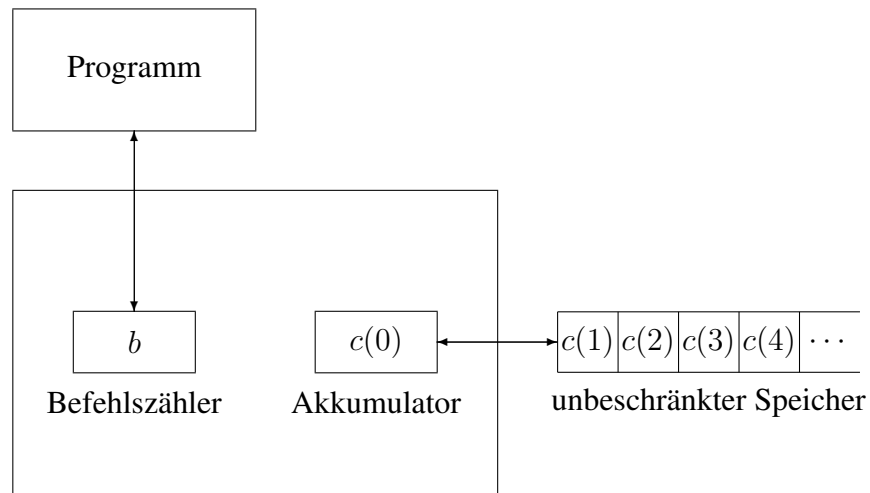 Programm
b
c(0)
c(1) c(2) c(3) c(4) ···
Befehlszähler
Akkumulator
unbeschränkter Speicher